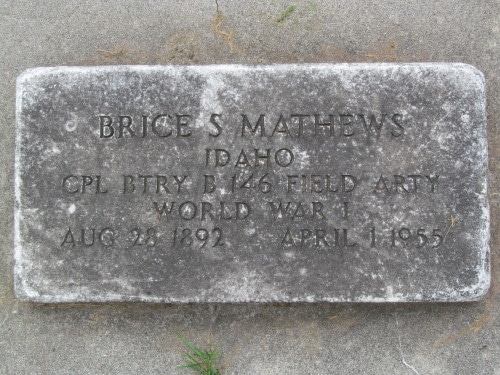 BRICE S MATHEWS
IDAHO
CPL BTRY B 146 FIELD ARTY
WORLD WAR I
AUG 28 1892 APRIL 1 1955